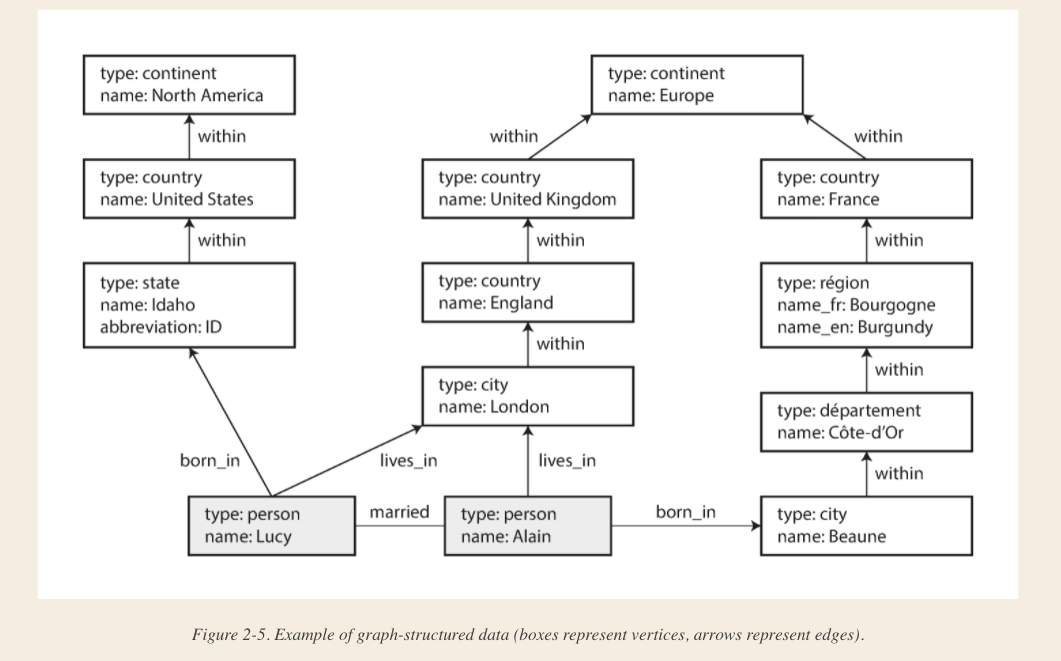 type: continent
name: North America
type: continent
name: Europe
within
within
within
type: country
name: United States
type: country
name: United Kingdom
type: country
name: France
within
within
within
type: state
name: Idaho
abbreviation: ID
type: country
name: England
type: région
name_fr: Bourgogne
name_en: Burgundy
within
within
type: city
name: London
type: département
name: Côte-d’Or
born_in
lives_in
lives_in
within
type: person
name: Lucy
married
type: person
name: Alain
born_in
type: city
name: Beaune
Figure 2-5. Example of graph-structured data (boxes represent vertices, arrows represent edges).